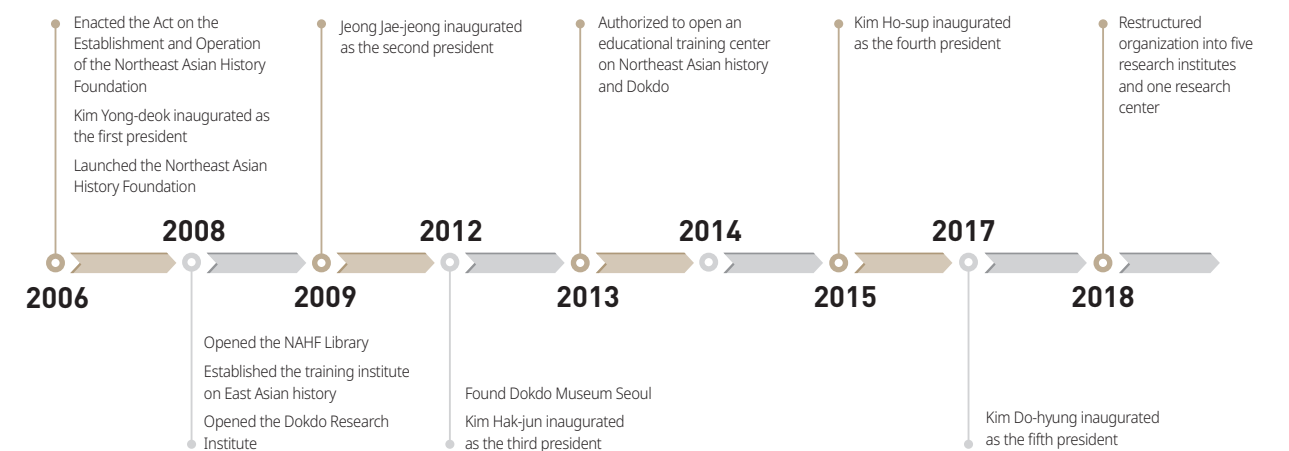 Enacted the Act on the
Establishment and Operation
of the Northeast Asian History
Foundation
Kim Yong-deok inaugurated as
the first president
Launched the Northeast Asian
History Foundation
Jeong Jae-jeong inaugurated
as the second president
Authorized to open an
educational training center
on Northeast Asian history
and Dokdo
Kim Ho-sup inaugurated
as the fourth president
Restructured
organization into five
research institutes
and one research
center
2008
2012
2014
2017
2006
2009
2013
2015
2018
Opened the NAHF Library
Established the training institute
on East Asian history
Opened the Dokdo Research
Institute
Found Dokdo Museum Seoul
Kim Hak-jun inaugurated
as the third president
Kim Do-hyung inaugurated
as the fifth president